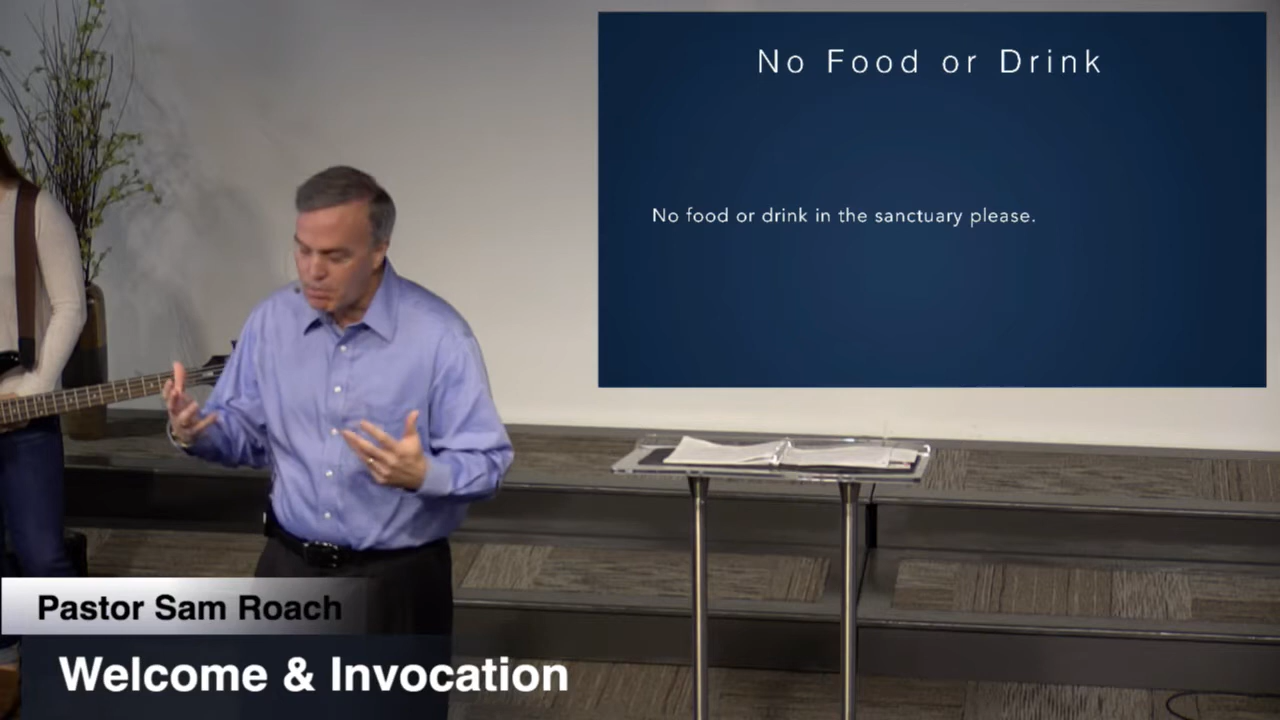 No Food or Drink
No food or drink in the sanctuary please.
Pastor Sam Roach
Welcome & Invocation